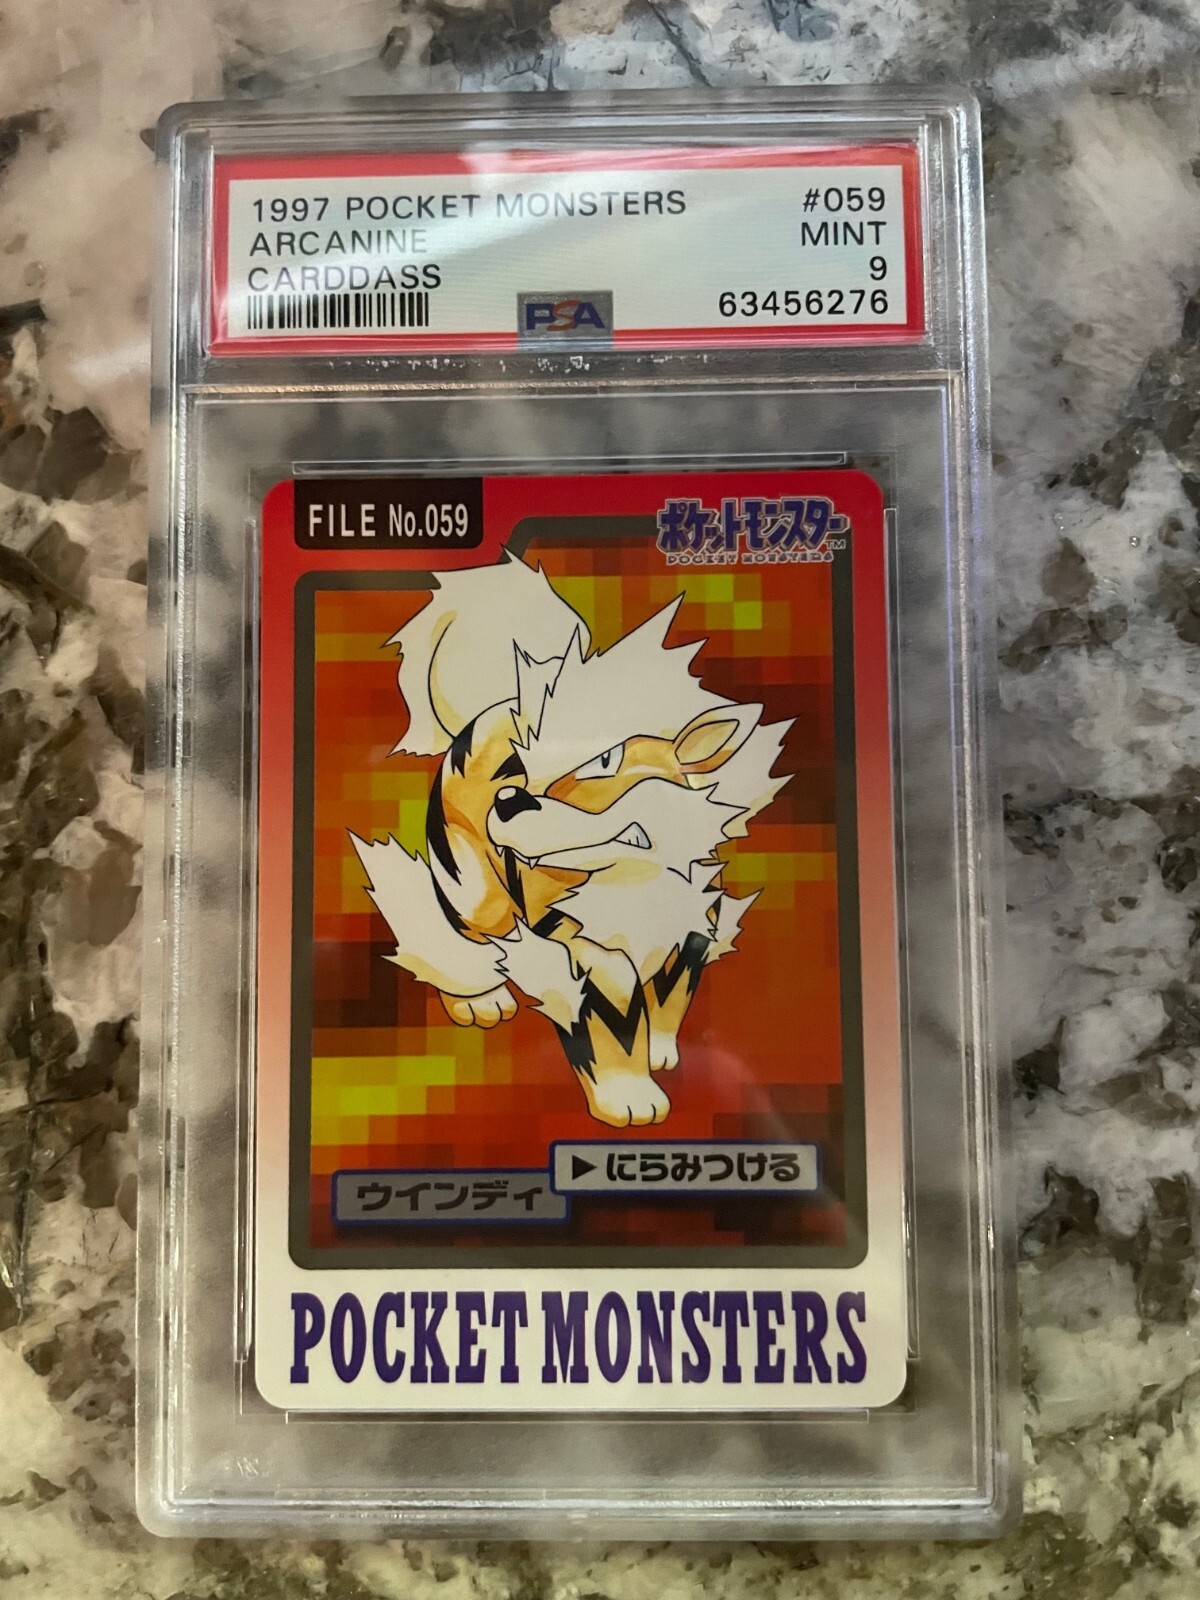 1997 POCKET MONSTERS #059
ARCANINE MINT
CARDDASS 9
PSA 63456276
FILE No.059
ポケットモンスター TM
POCKET MONSTERS
▶にらみつける
ウインディ
POCKET MONSTERS